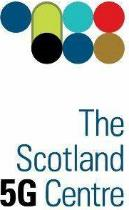 The
Scotland
5G Centre